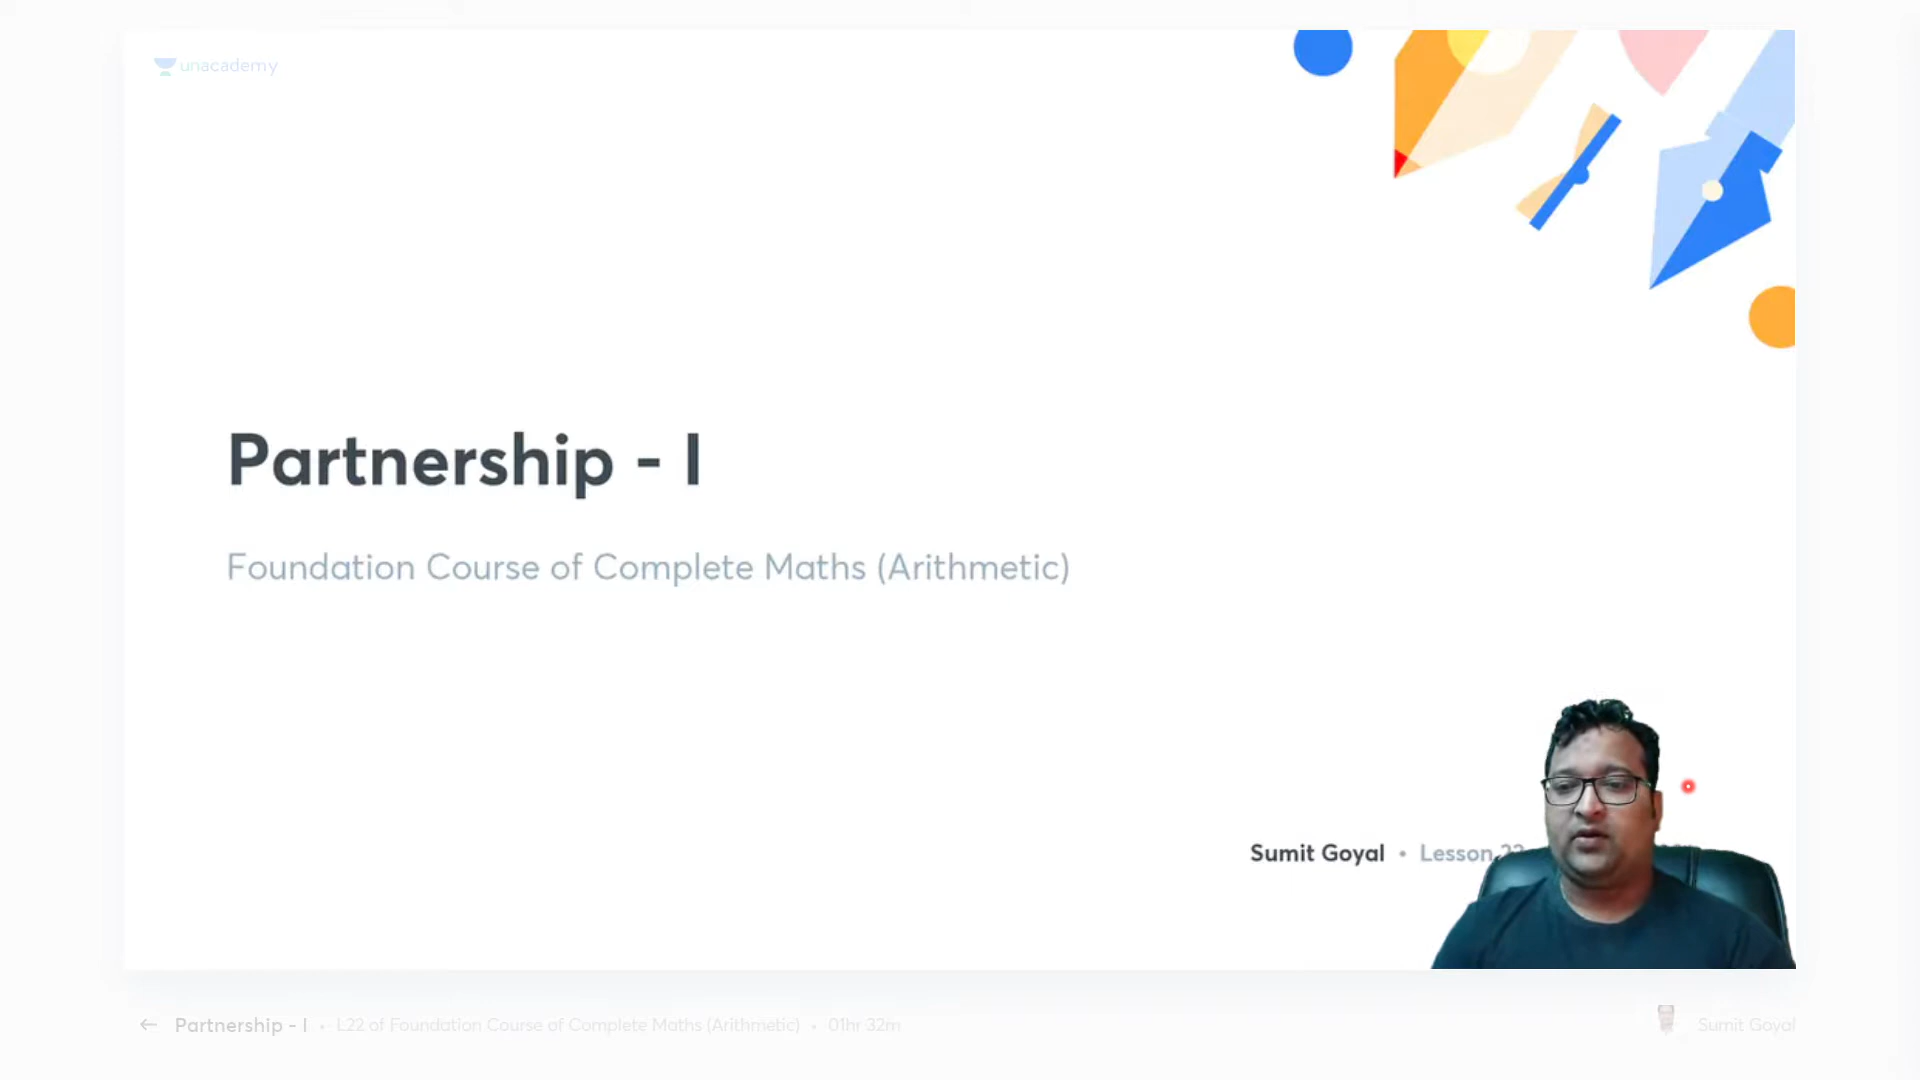 unacademy
Partnership - I
Foundation Course of Complete Maths (Arithmetic)
Sumit Goyal • Lesson
← Partnership - I • L22 of Foundation Course of Complete Maths (Arithmetic) • 01hr 32m
Sumit Goyal